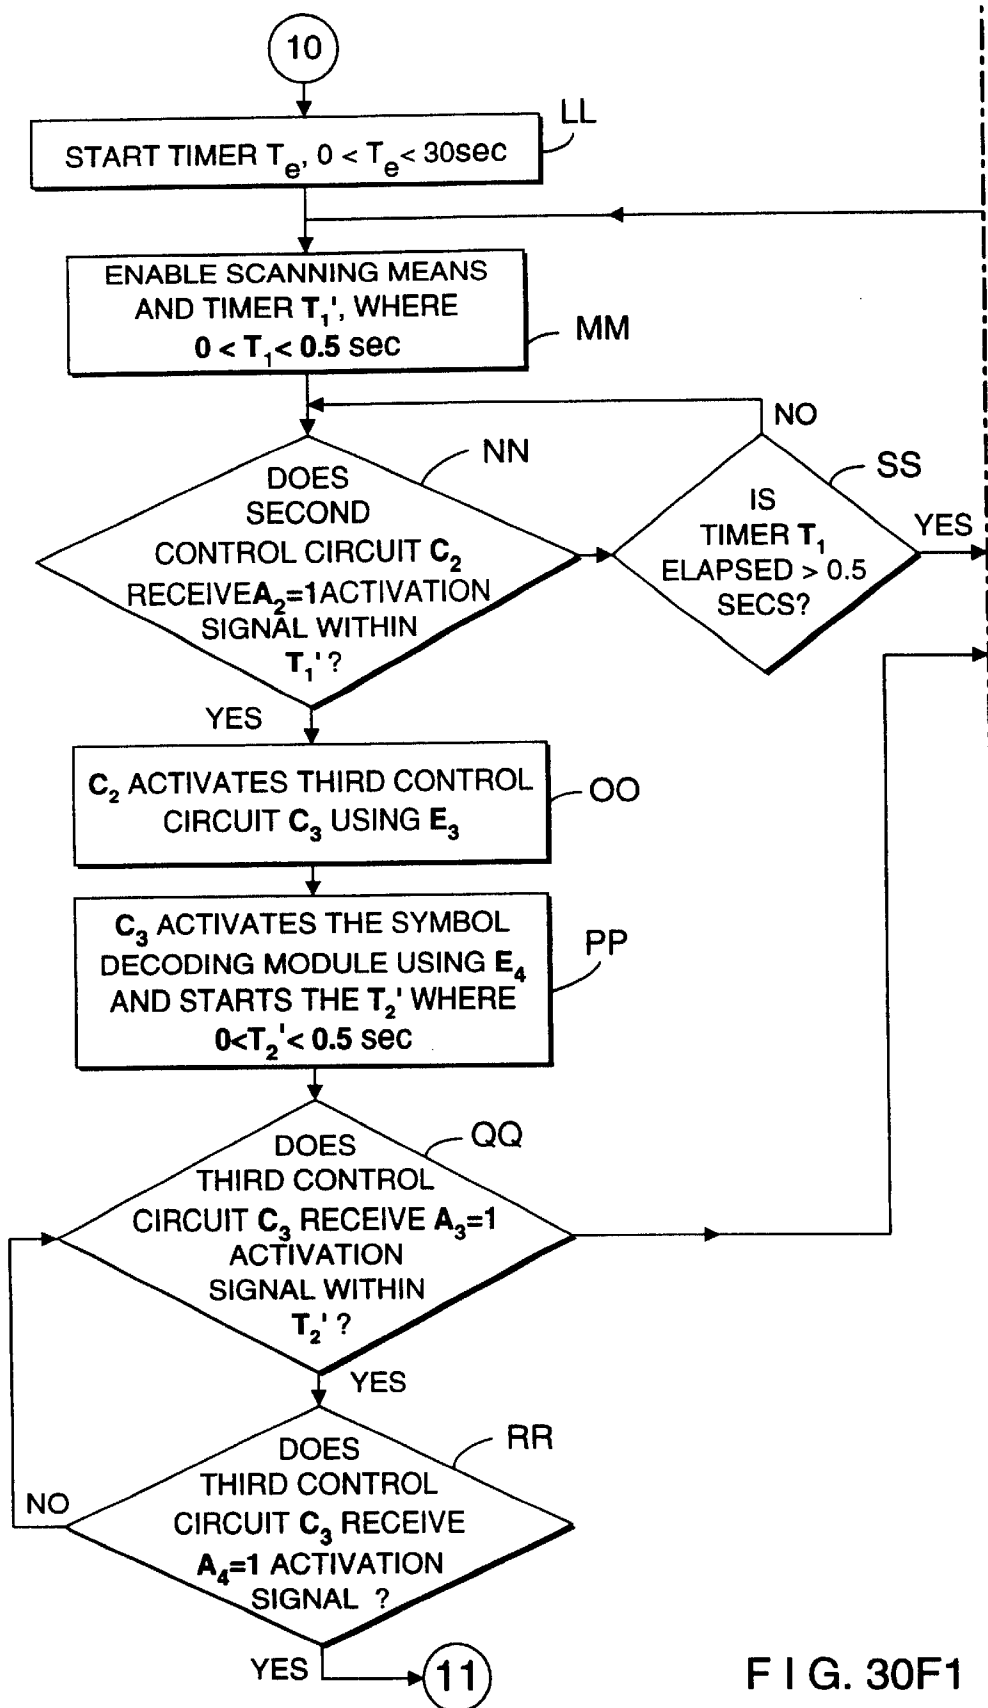 10
LL
START TIMER Te, 0 < Te < 30sec
ENABLE SCANNING MEANS
AND TIMER T1', WHERE
0 < T1 < 0.5 sec
MM
NO
NN
SS
DOES
SECOND
CONTROL CIRCUIT C2
RECEIVE A2=1 ACTIVATION
SIGNAL WITHIN
T1' ?
IS
TIMER T1
ELAPSED > 0.5
SECS?
YES
YES
C2 ACTIVATES THIRD CONTROL
CIRCUIT C3 USING E3
OO
C3 ACTIVATES THE SYMBOL
DECODING MODULE USING E4
AND STARTS THE T2' WHERE
0<T2'< 0.5 sec
PP
QQ
DOES
THIRD CONTROL
CIRCUIT C3 RECEIVE A3=1
ACTIVATION
SIGNAL WITHIN
T2' ?
YES
RR
DOES
THIRD CONTROL
CIRCUIT C3 RECEIVE
A4=1 ACTIVATION
SIGNAL ?
NO
YES
11
FIG. 30F1